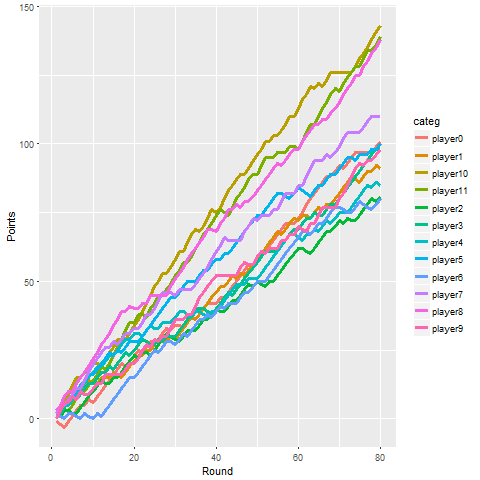 150
100
50
0
Points
0
20
40
60
80
Round
categ
player0
player1
player10
player11
player2
player3
player4
player5
player6
player7
player8
player9